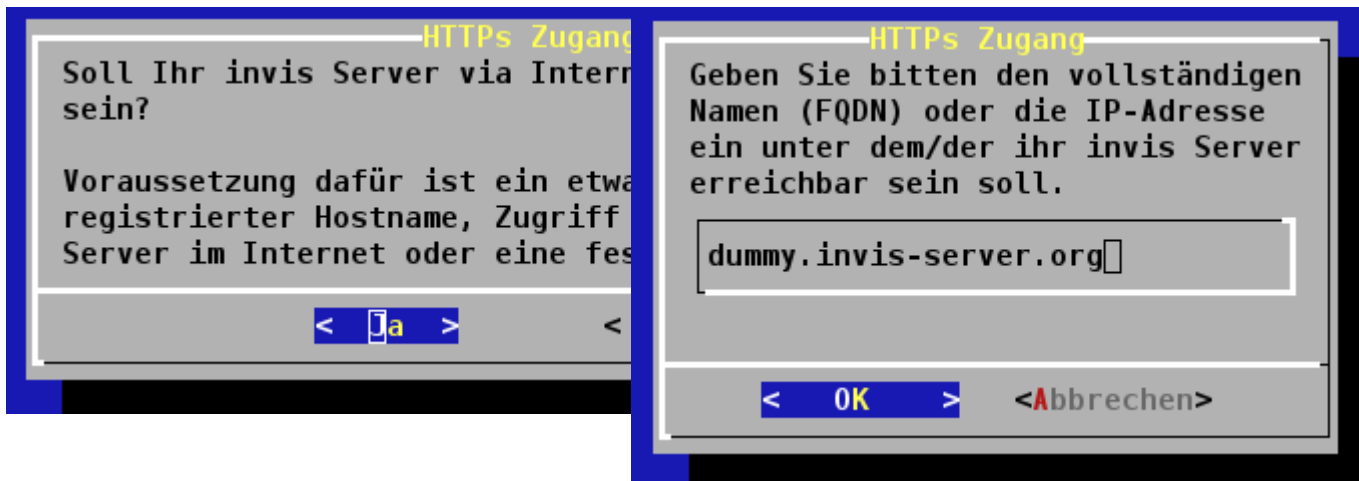 HTTPs Zugang
Soll Ihr invis Server via Intern
sein?
Voraussetzung dafür ist ein etwa
registrierter Hostname, Zugriff
Server im Internet oder eine fes
< Ja > <
HTTPs Zugang
Geben Sie bitten den vollständigen
Namen (FQDN) oder die IP-Adresse
ein unter dem/der ihr invis Server
erreichbar sein soll.
dummy.invis-server.org
< OK > <Abbrechen>